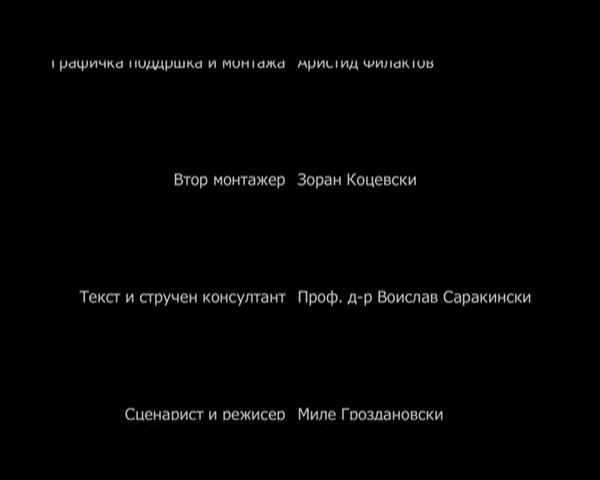 Графичка поддршка и монтажа Аристид Филактов
Втор монтажер Зоран Коцевски
Текст и стручен консултант Проф. д-р Воислав Саракински
Сценарист и режисер Миле Гроздановски